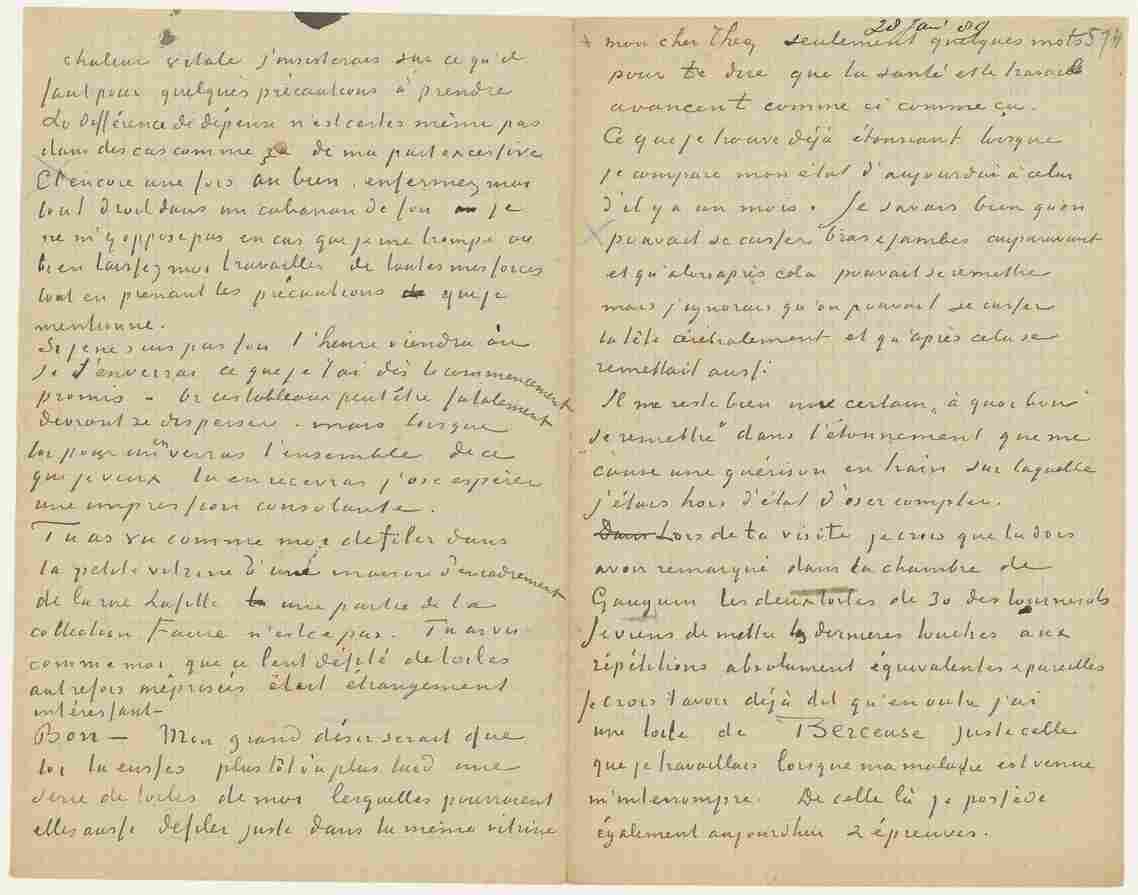 chaleur vitale j'insisterais sur ce qu'il
faut pour quelques précautions à prendre
La Différence de dépense n'est certes même pas
dans des cas comme ça de ma part excessive
Et encore une fois ou bien enfermez moi
tout droit dans un cabanon de fou je
ne m'y oppose pas en cas que je me trompe ou
bien laissez moi travailler de toutes mes forces
tout en prenant les précautions que je
mentionne.
Si je ne suis pas fou l'heure viendra où
je t'enverrai ce que je t'ai dès le commencement
promis – Or ces tableaux peut être fatalement
devront se disperser. mais lorsque
toi pour un en verras l'ensemble de ce
que je veux tu en recevras j'ose espérer
une impression consolante.
Tu as vu comme moi defiler dans
la petite vitrine d'une maison d'encadrement
de la rue Lafitte une partie de la
collection Faure n'est ce pas. Tu as vu
comme moi que ce lent défilé de toiles
autrefois méprisées était étrangement
intéressant –
Bon – Mon grand désir serait que
toi tu eusses plus tôt ou plus tard une
série de toiles de moi lesquelles pourraient
elles aussi défiler juste dans la même vitrine
28 Jan 89
mon cher Theo, seulement quelques mots
pour te dire que la santé et le travail
avancent comme ci comme ça.
Ce que je trouve déjà étonnant lorsque
je compare mon état d'aujourdui à celui
d'il y a un mois. Je savais bien qu'on
pouvait se casser bras & jambes auparavant
et qu'alors après cela pouvait se remettre
mais j'ignorais qu'on pouvait se casser
la tête cérébralement et qu'après cela se
remettait aussi.
Il me reste bien un certain „à quoi bon
se remettre" dans l'étonnement que me
cause une guérison en train sur laquelle
j'étais hors d'état d'oser compter.
Dans Lors de ta visite je crois que tu dois
avoir remarqué dans la chambre de
Gauguin les deux toiles de 30 des tournesols
Je viens de mettre les dernieres touches aux
répétitions absolument équivalentes & pareilles
Je crois t'avoir déjà dit qu'en outre j'ai
une toile de Berceuse juste celle
que je travaillais lorsque ma maladie est venue
m'interrompre. De celle là je possède
également aujourdhui 2 épreuves.